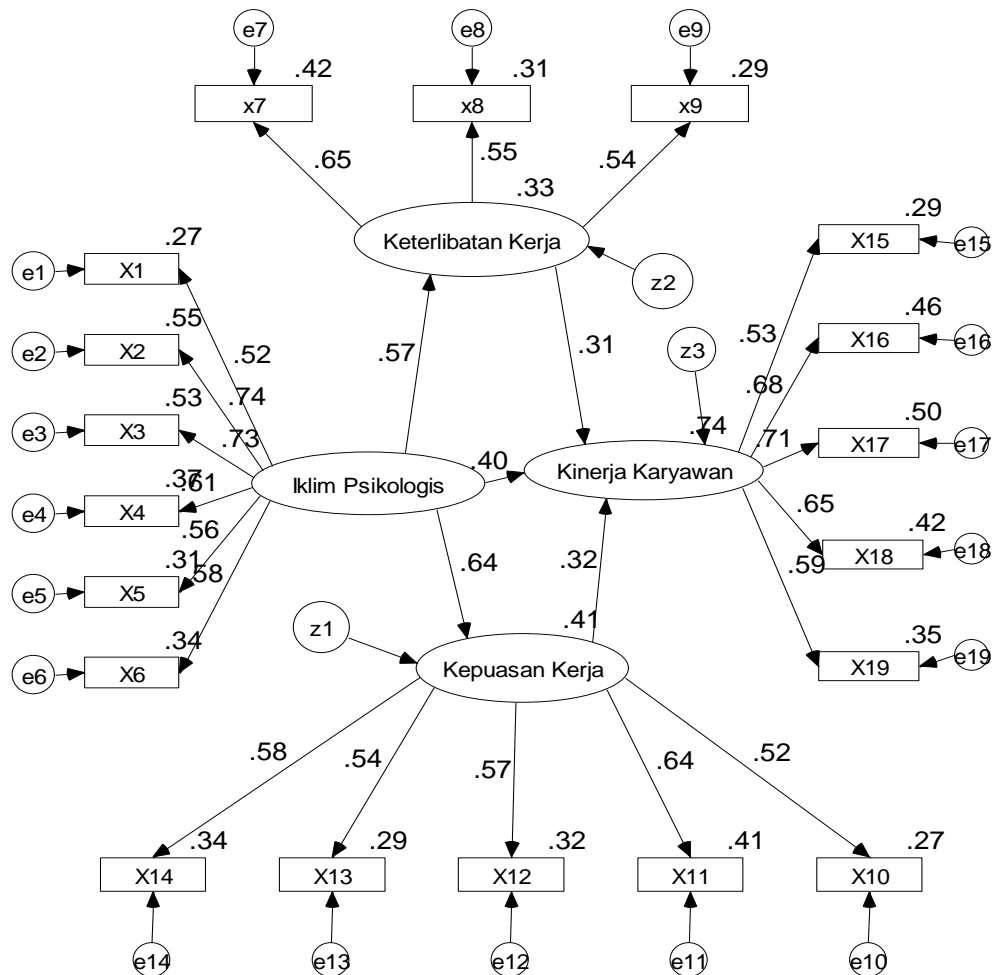 e7 e8 e9
.42 .31 .29
x7 x8 x9
.65 .55 .54
.33
Keterlibatan Kerja
z2
.27
e1 X1
.55
e2 X2
.52
.53
.74
e3 X3
.73
.37
.61
e4 X4
.56
.31
.58
e5 X5
.34
e6 X6
Iklim Psikologis
.57
.31
.40
.64
.32
z3
.74
Kinerja Karyawan
.29
X15 e15
.53
.46
X16 e16
.68
.50
.71
X17 e17
.65
.42
X18 e18
.59
.35
X19 e19
z1
.41
Kepuasan Kerja
.58 .54 .57 .64 .52
.34 .29 .32 .41 .27
X14 X13 X12 X11 X10
e14 e13 e12 e11 e10